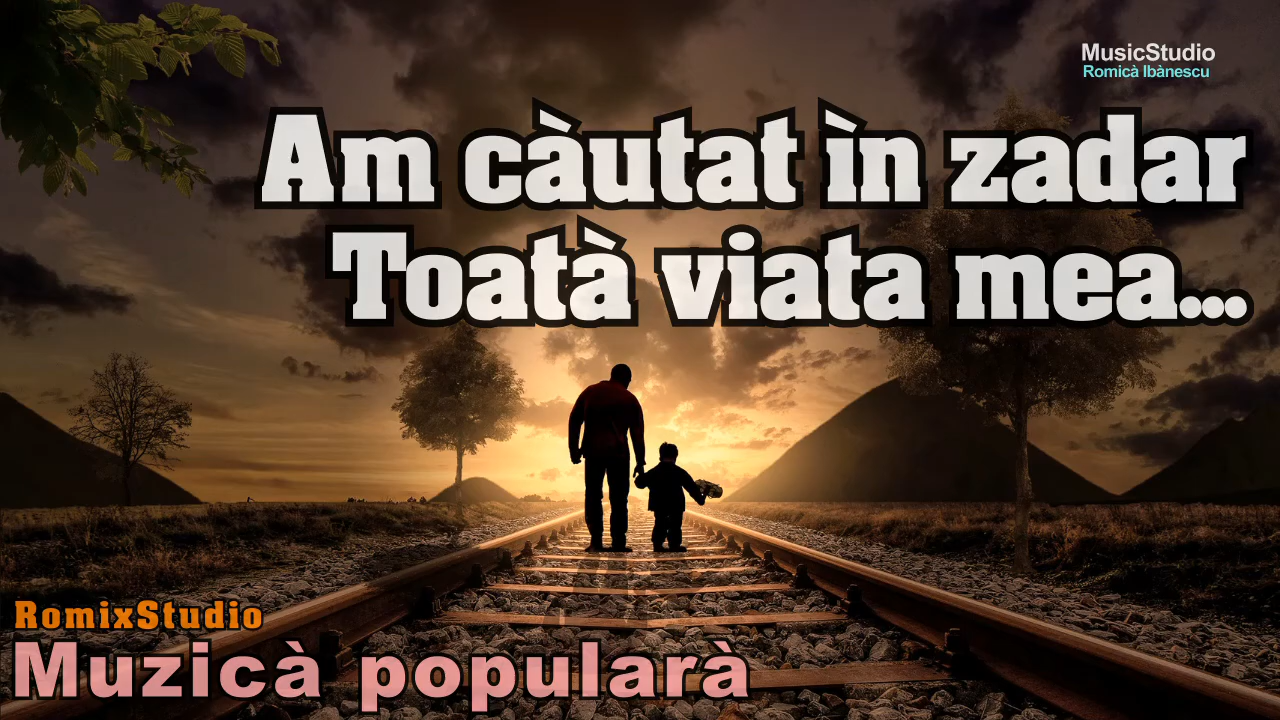 MusicStudio
Romicà Ibànescu
Am càutat ìn zadar
Toatà viata mea...
RomixStudio
Muzicà popularà